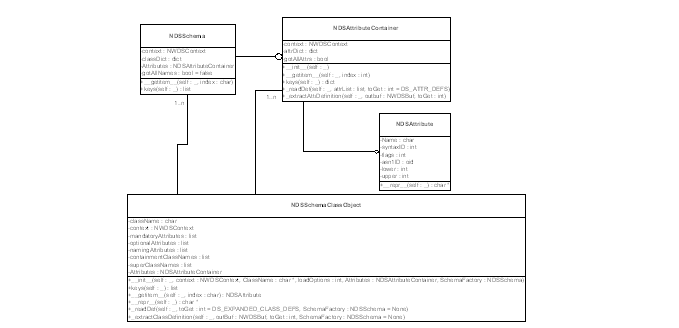 NDSSchema
-context : NWDSContext
-classDict : dict
-Attributes : NDSAttributeContainer
-gotAllNames : bool = false
+__getitem__(self : _, index : char)
+keys(self : _) : list
NDSAttributeContainer
-context : NWDSContext
-attrDict : dict
-gotAllAttrs : bool
+__init__(self : _)
+__getitem__(self : _, index : int)
+keys(self : _) : dict
-_readDef(self : _, attrList : list, toGet : int = DS_ATTR_DEFS)
+_extractAttrDefinition(self : _, outbuf : NWDSBuf, toGet : int)
1..n
1..n
NDSAttribute
-Name : char
-syntaxID : int
-flags : int
-asn1ID : oid
-lower : int
-upper : int
+__repr__(self : _) : char *
NDSSchemaClassObject
-className : char
-context : NWDSContext
-mandatoryAttributes : list
-optionalAttributes : list
-namingAttributes : list
-containmentClassNames : list
-superClassNames : list
-Attributes : NDSAttributeContainer
+__init__(self : _, context : NWDSContext, ClassName : char *, loadOptions : int, Attributes : NDSAttributeContainer, SchemaFactory : NDSSchema)
+keys(self : _) : list
+__getitem__(self : _, index : char) : NDSAttribute
+__repr__(self : _) : char *
-_readDef(self : _, toGet : int = DS_EXPANDED_CLASS_DEFS, SchemaFactory : NDSSchema = None)
-_extractClassDefinition(self : _, outBuf : NWDSBuf, toGet : int, SchemaFactory : NDSSchema = None)